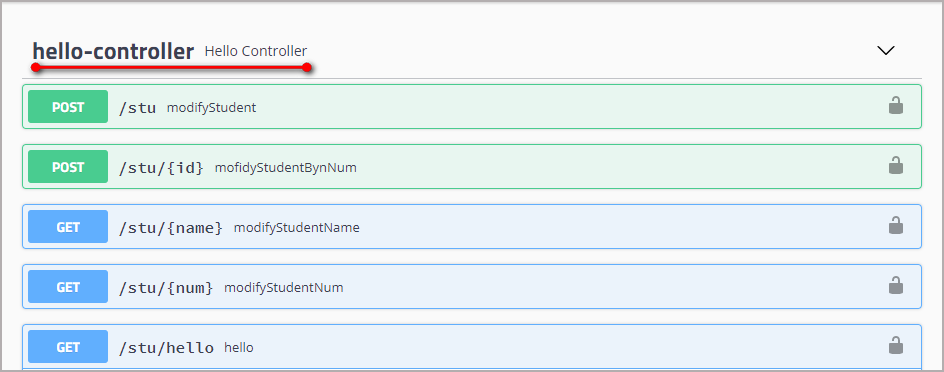 hello-controller Hello Controller
POST /stu modifyStudent
POST /stu/{id} mofidyStudentBynNum
GET /stu/{name} modifyStudentName
GET /stu/{num} modifyStudentNum
GET /stu/hello hello